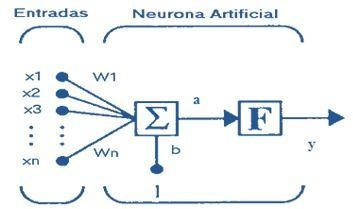 Entradas Neurona Artificial
x1 W1
x2
x3 a
Σ F
b y
xn Wn
1